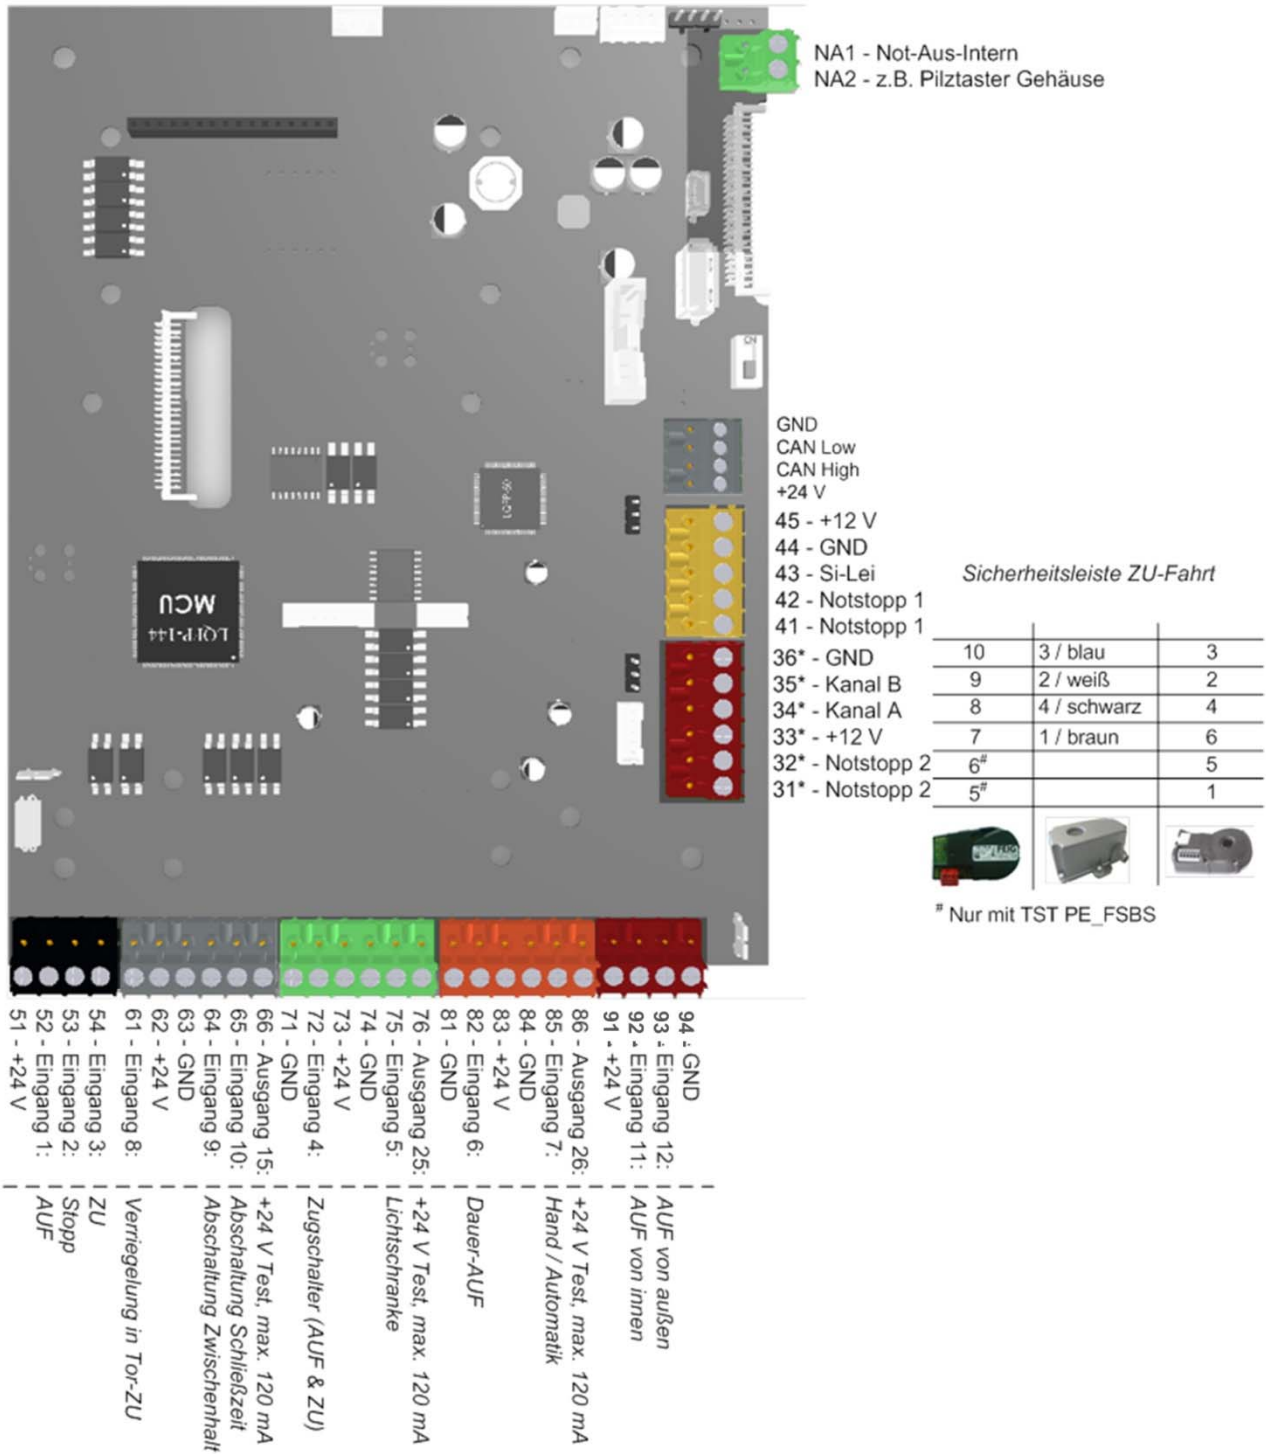 NA1 - Not-Aus-Intern
NA2 - z.B. Pilztaster Gehäuse
GND
CAN Low
CAN High
+24 V
45 - +12 V
44 - GND
43 - Si-Lei
42 - Notstopp 1
41 - Notstopp 1
36* - GND
35* - Kanal B
34* - Kanal A
33* - +12 V
32* - Notstopp 2
31* - Notstopp 2
Sicherheitsleiste ZU-Fahrt
10 3 / blau 3
9 2 / weiß 2
8 4 / schwarz 4
7 1 / braun 6
6# 5
5# 1
# Nur mit TST PE_FSBS
MCU
LQFP-144
51 - +24 V
52 - Eingang 1: AUF
53 - Eingang 2: Stopp
54 - Eingang 3: ZU
61 - Eingang 8: Verriegelung in Tor-ZU
62 - +24 V
63 - GND
64 - Eingang 9: Abschaltung Zwischenhalt
65 - Eingang 10: Abschaltung Schließzeit
66 - Ausgang 15: +24 V Test, max. 120 mA
71 - GND
72 - Eingang 4: Zugschalter (AUF & ZU)
73 - +24 V
74 - GND
75 - Eingang 5: Lichtschranke
76 - Ausgang 25: +24 V Test, max. 120 mA
81 - GND
82 - Eingang 6: Dauer-AUF
83 - +24 V
84 - GND
85 - Eingang 7: Hand / Automatik
86 - Ausgang 26: +24 V Test, max. 120 mA
91 - +24 V
92 - Eingang 11: AUF von innen
93 - Eingang 12: AUF von außen
94 - GND